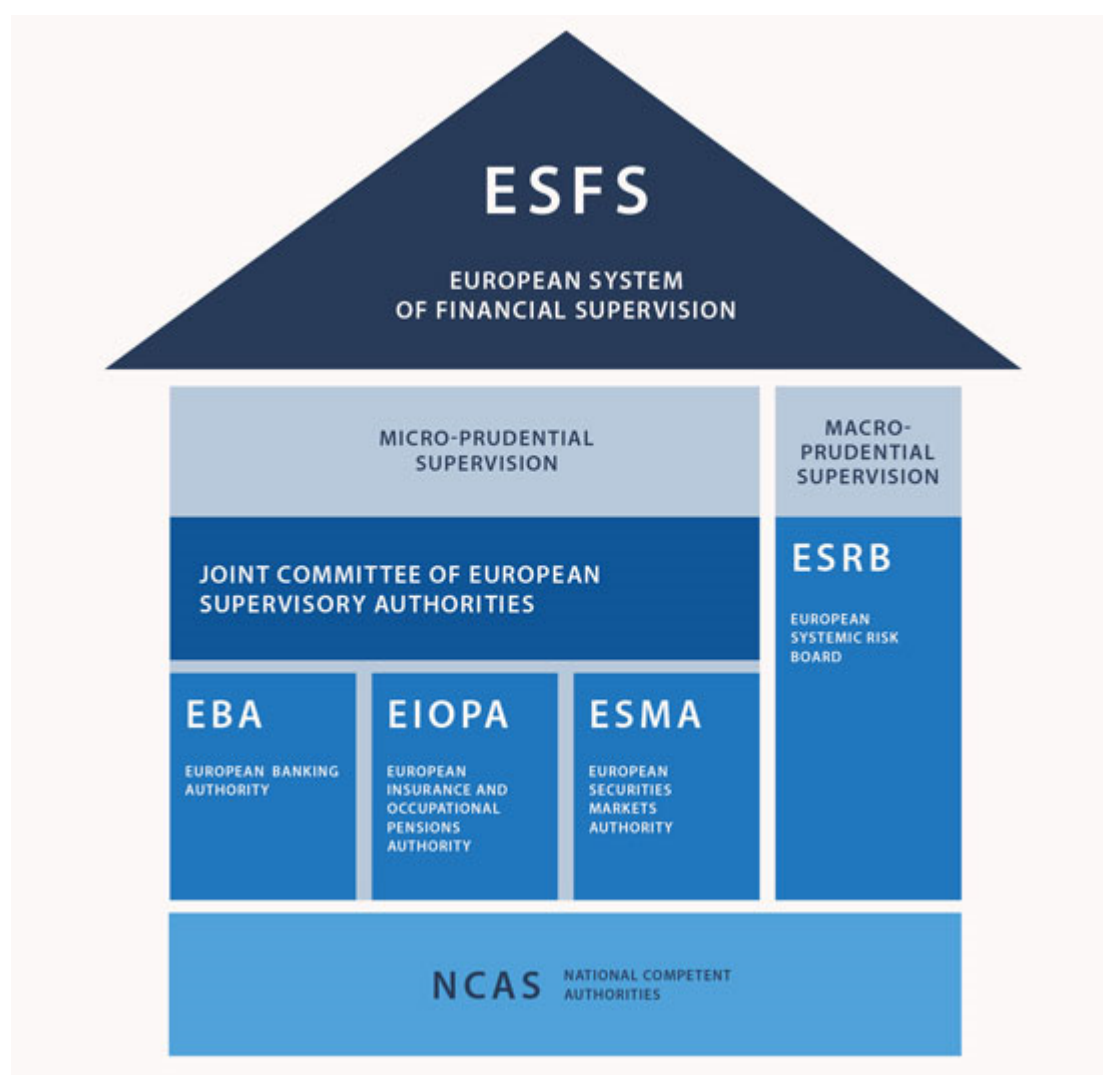 ESFS
EUROPEAN SYSTEM
OF FINANCIAL SUPERVISION
MICRO-PRUDENTIAL
SUPERVISION
MACRO-
PRUDENTIAL
SUPERVISION
JOINT COMMITTEE OF EUROPEAN
SUPERVISORY AUTHORITIES
ESRB
EUROPEAN
SYSTEMIC RISK
BOARD
EBA
EUROPEAN BANKING
AUTHORITY
EIOPA
EUROPEAN
INSURANCE AND
OCCUPATIONAL
PENSIONS
AUTHORITY
ESMA
EUROPEAN
SECURITIES
MARKETS
AUTHORITY
NCAS
NATIONAL COMPETENT
AUTHORITIES